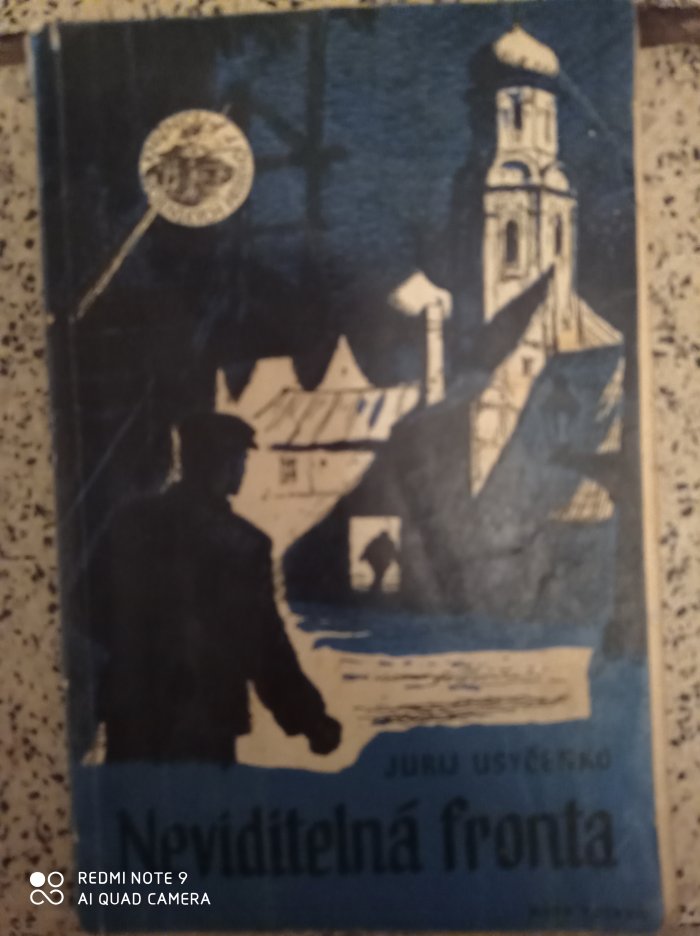 JURIJ USYČENKO
Neviditelná fronta
REDMI NOTE 9
AI QUAD CAMERA